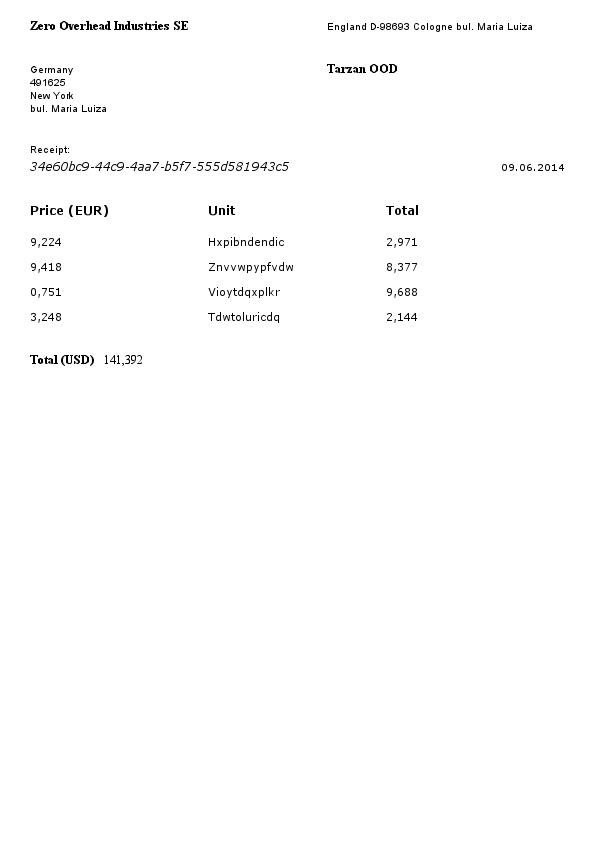 Zero Overhead Industries SE
England D-98693 Cologne bul. Maria Luiza
Germany
491625
New York
bul. Maria Luiza
Tarzan OOD
Receipt:
34e60bc9-44c9-4aa7-b5f7-555d581943c5
09.06.2014
Price (EUR) Unit Total
9,224 Hxpibndendic 2,971
9,418 Znvvwpypfvdw 8,377
0,751 Vioytdqxplkr 9,688
3,248 Tdwtoluricdq 2,144
Total (USD) 141,392